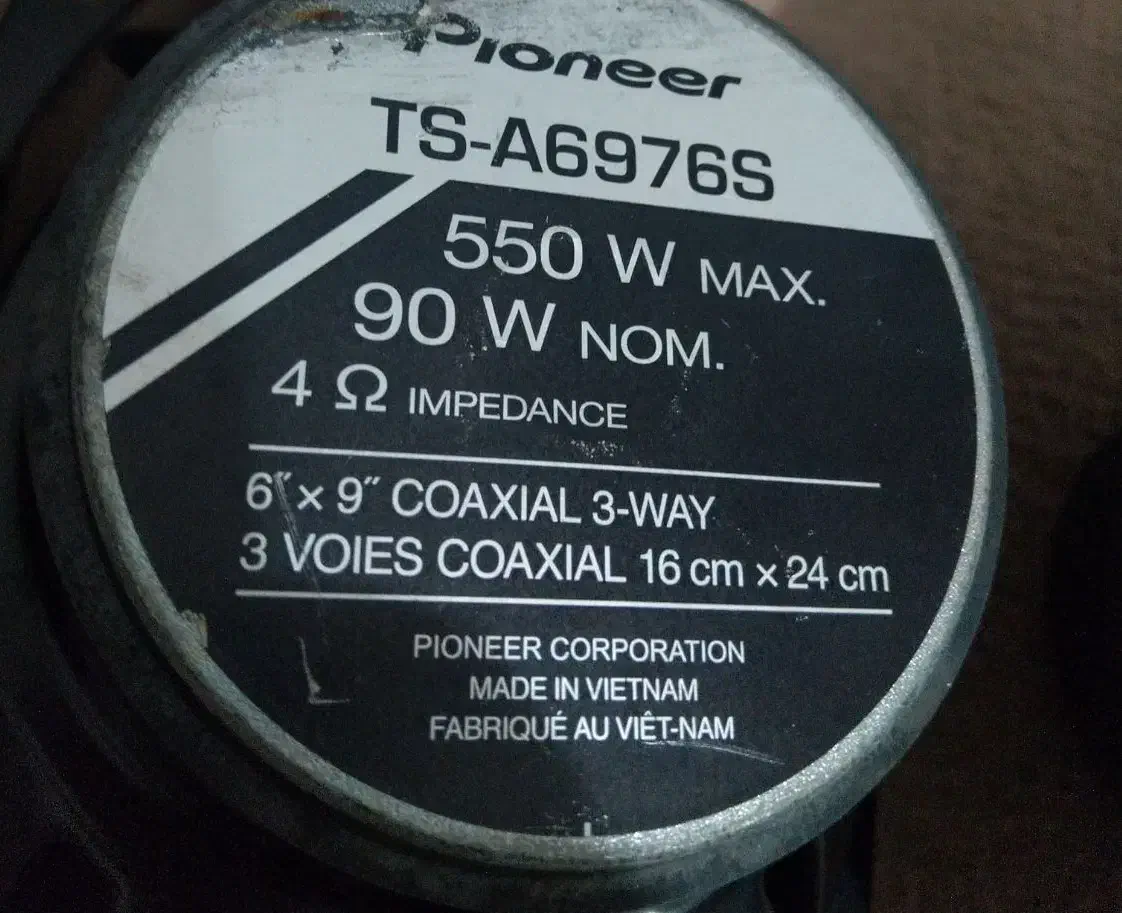 Pioneer
TS-A6976S
550 W MAX.
90 W NOM.
4 Ω IMPEDANCE
6″ x 9″ COAXIAL 3-WAY
3 VOIES COAXIAL 16 cm x 24 cm
PIONEER CORPORATION
MADE IN VIETNAM
FABRIQUÉ AU VIÊT-NAM